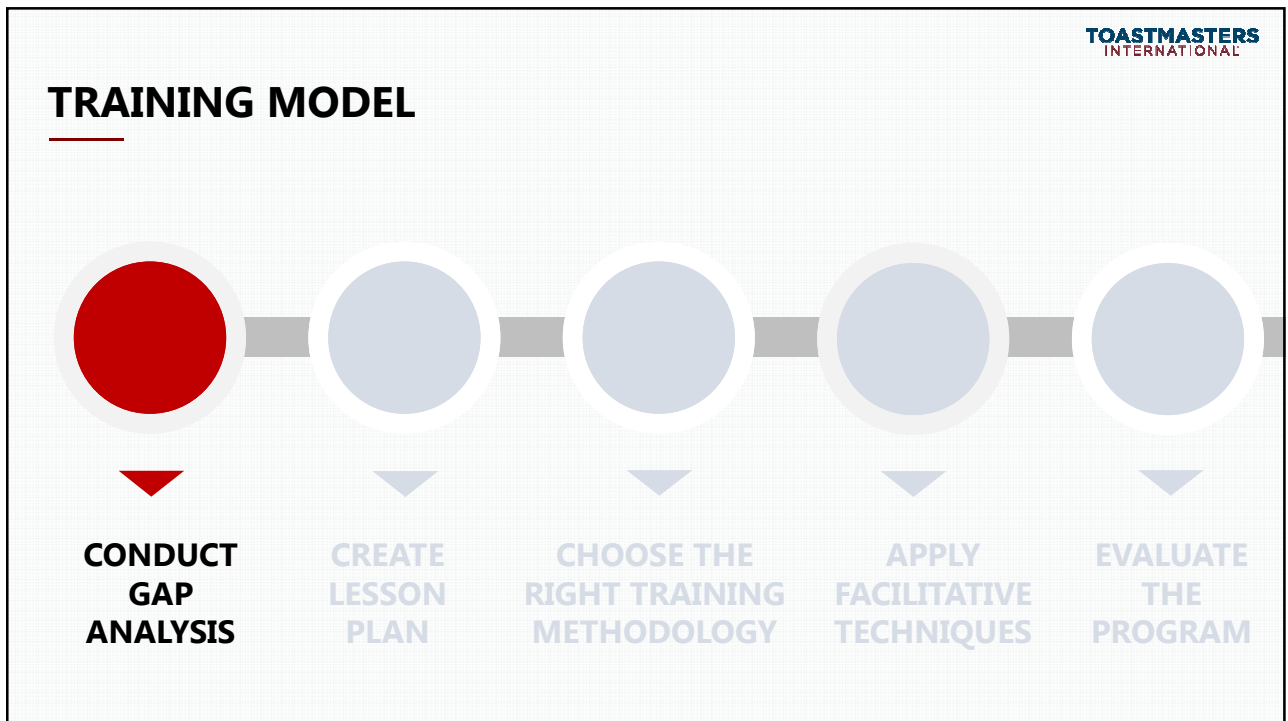 TOASTMASTERS
INTERNATIONAL
TRAINING MODEL
CONDUCT
GAP
ANALYSIS
CREATE
LESSON
PLAN
CHOOSE THE
RIGHT TRAINING
METHODOLOGY
APPLY
FACILITATIVE
TECHNIQUES
EVALUATE
THE
PROGRAM